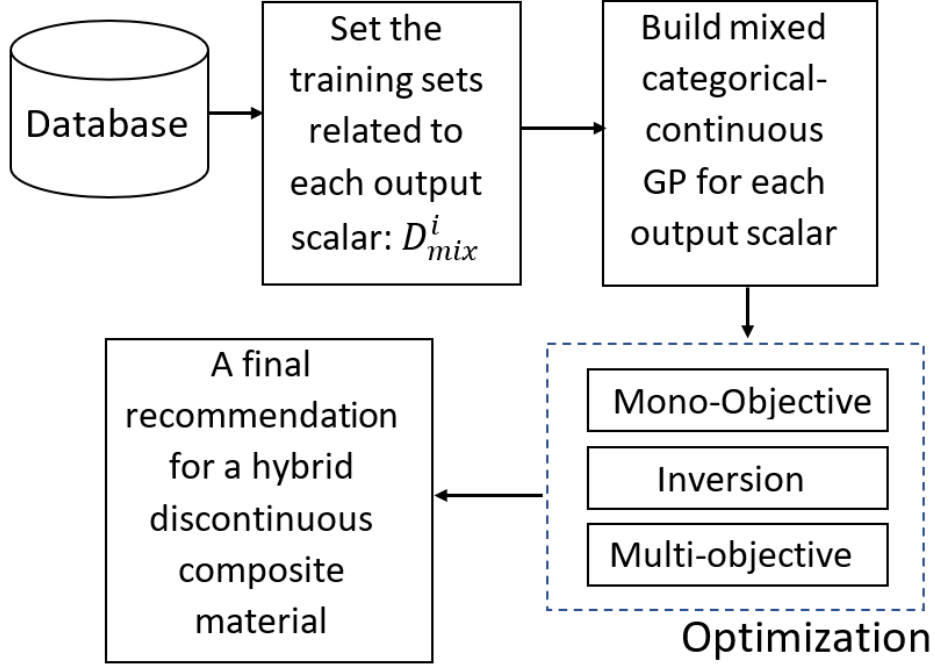 Database
Set the
training sets
related to
each output
scalar: $D_{mix}^{i}$
Build mixed
categorical-
continuous
GP for each
output scalar
Mono-Objective
Inversion
Multi-objective
Optimization
A final
recommendation
for a hybrid
discontinuous
composite
material